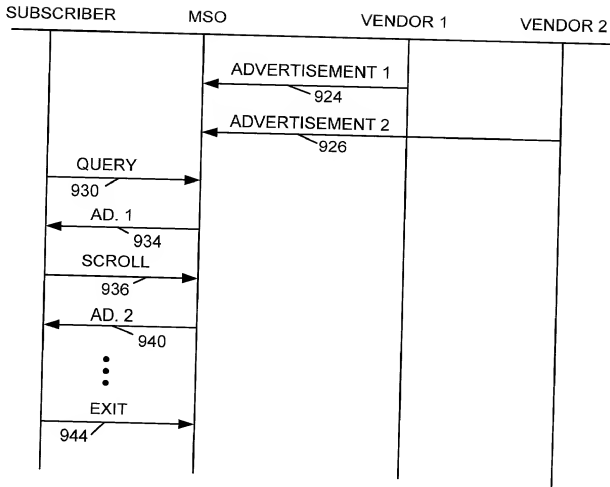 SUBSCRIBER MSO VENDOR 1 VENDOR 2
ADVERTISEMENT 1
924
ADVERTISEMENT 2
926
QUERY
930
AD. 1
934
SCROLL
936
AD. 2
940
EXIT
944